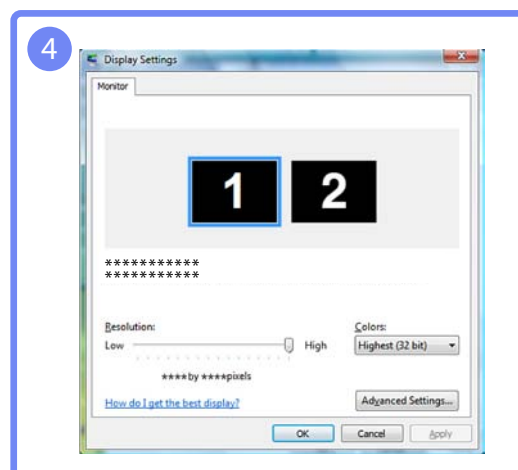 4
Display Settings
Monitor
1 2
***********
***********
Resolution: Colors:
Low High Highest (32 bit)
****by ****pixels
How do I get the best display? Advanced Settings...
OK Cancel Apply